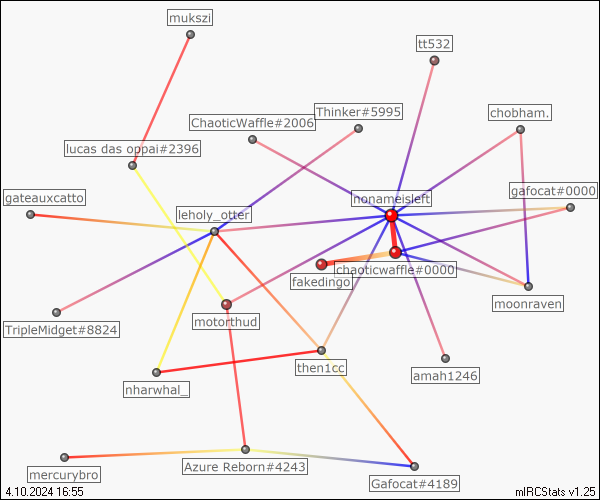 mukszi
tt532
Thinker#5995
chobham.
ChaoticWaffle#2006
lucas das oppai#2396
gateauxcatto
nonameisleft
gafocat#0000
leholy_otter
chaoticwaffle#0000
fakedingo
moonraven
motorthud
TripleMidget#8824
then1cc
amah1246
nharwhal_
Azure Reborn#4243
mercurybro
Gafocat#4189
4.10.2024 16:55
mIRCStats v1.25